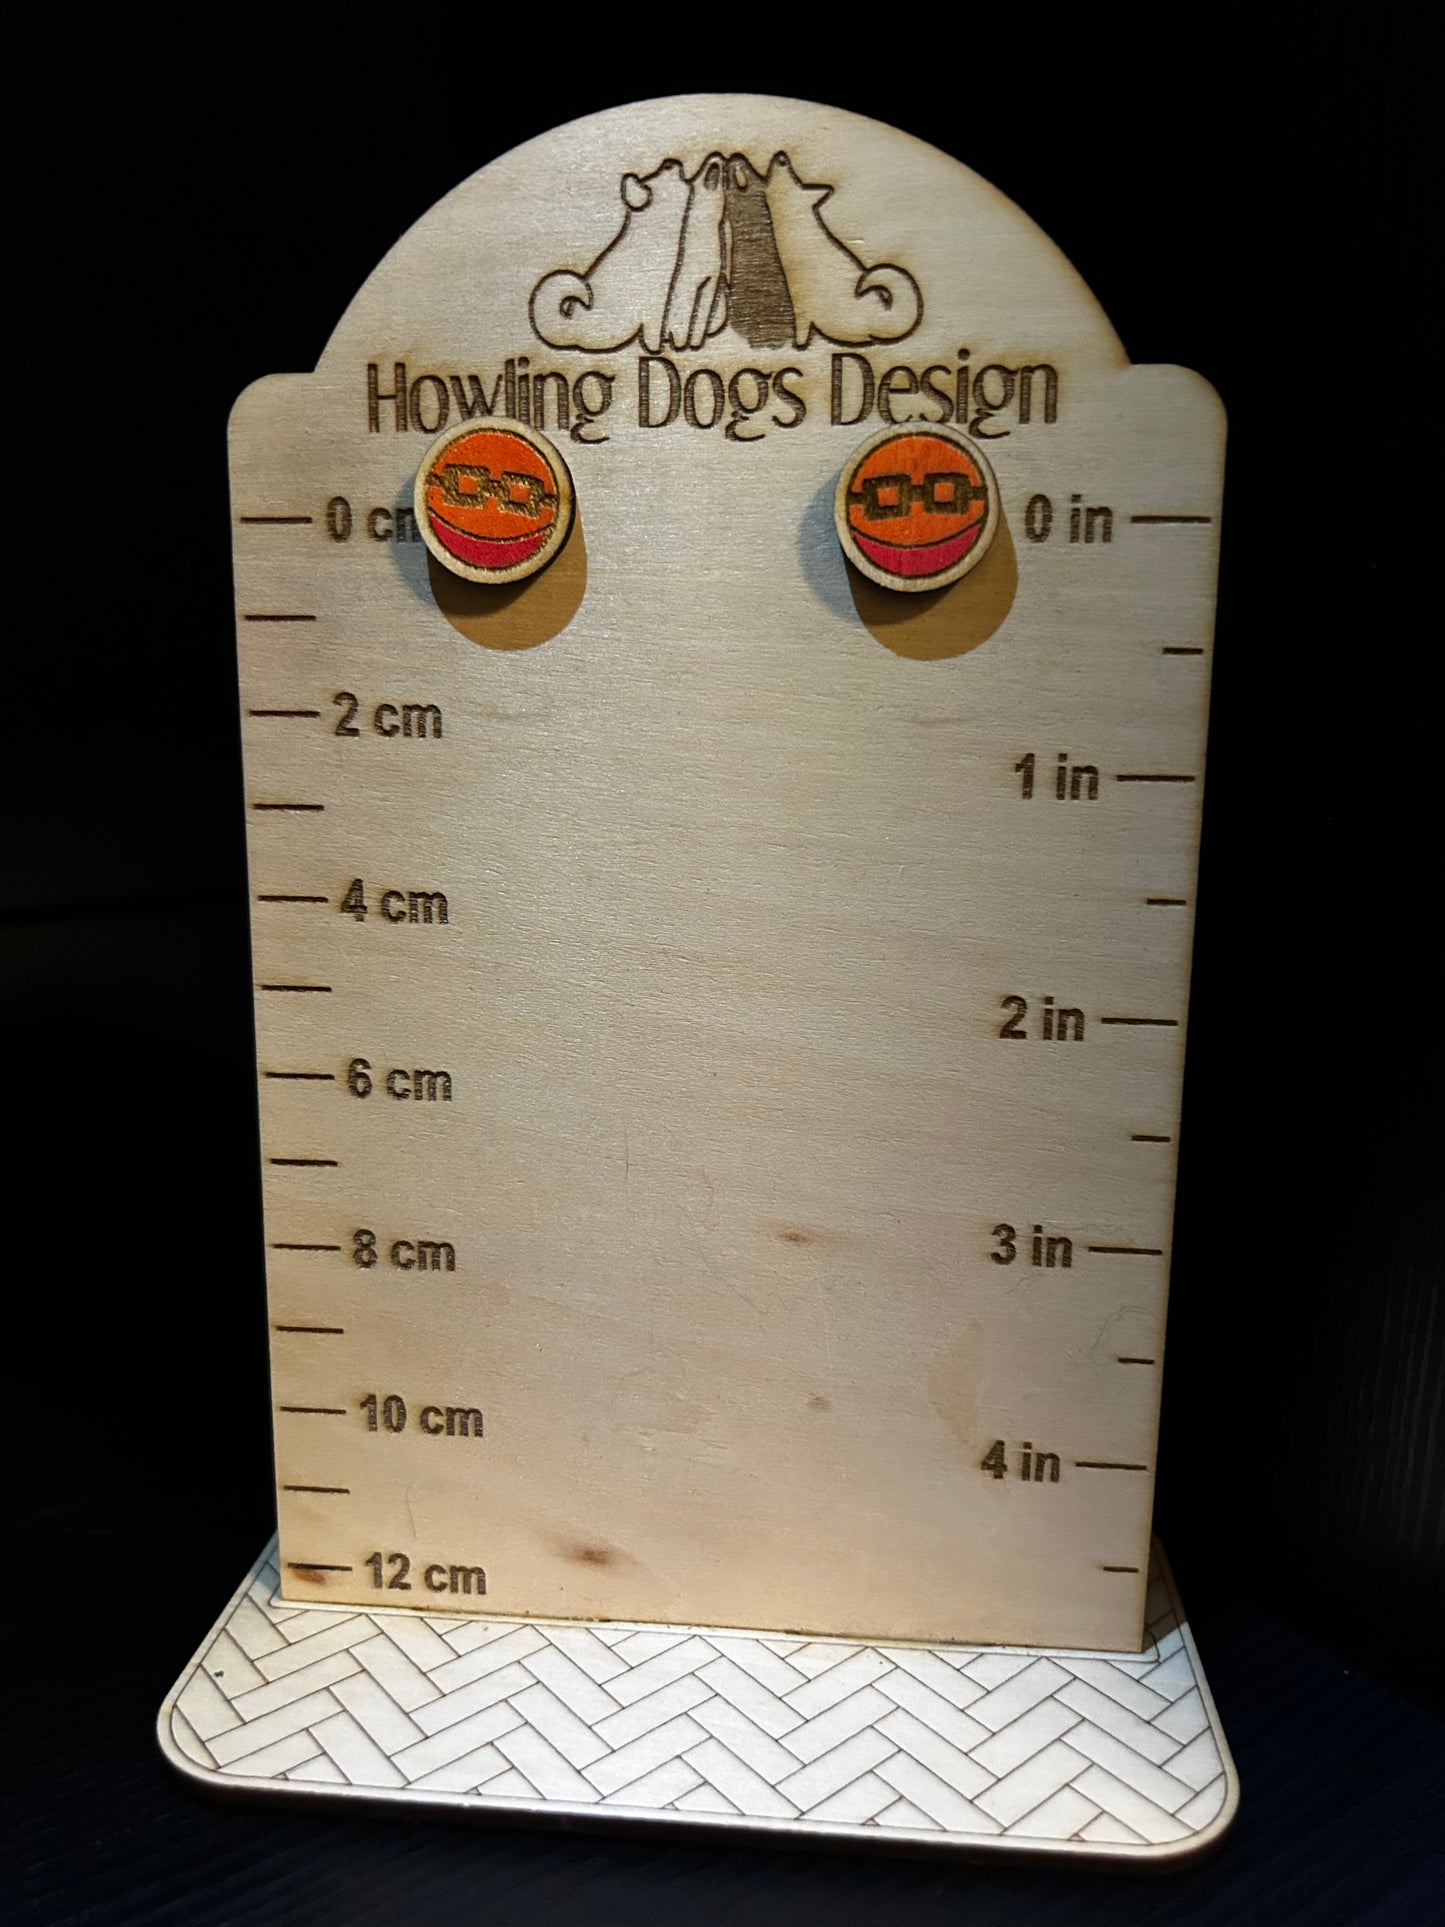 Howling Dogs Design
0 cm 0 in
2 cm
1 in
4 cm
2 in
6 cm
8 cm 3 in
10 cm
4 in
12 cm